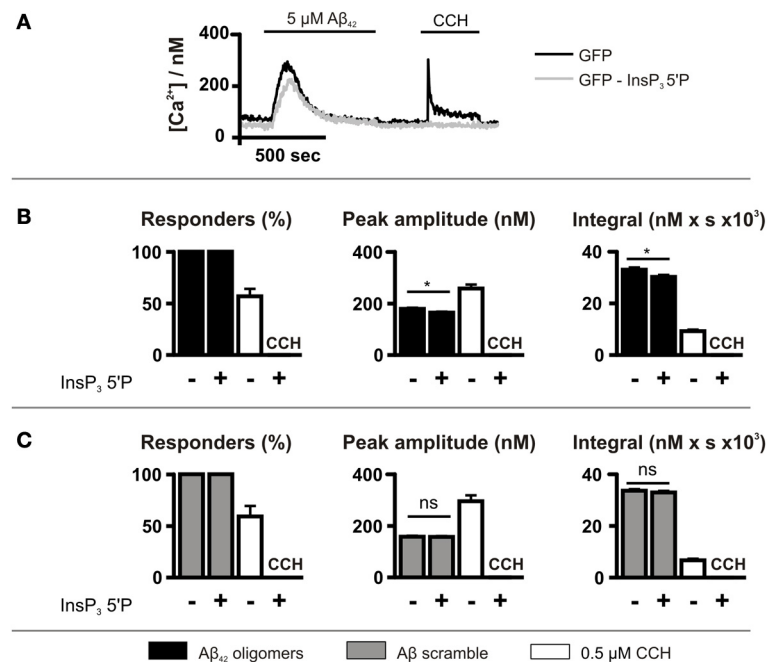 A
5 µM Aβ₄₂
CCH
[Ca²⁺] / nM
400
200
0
500 sec
GFP
GFP - InsP₃ 5'P
B
Responders (%)
100
50
0
CCH
Peak amplitude (nM)
400
200
0
*
CCH
Integral (nM x s x10³)
40
20
0
*
CCH
InsP₃ 5'P
- + - +
- + - +
- + - +
C
Responders (%)
100
50
0
CCH
Peak amplitude (nM)
400
200
0
ns
CCH
Integral (nM x s x10³)
40
20
0
ns
CCH
InsP₃ 5'P
- + - +
- + - +
- + - +
Aβ₄₂ oligomers
Aβ scramble
0.5 µM CCH